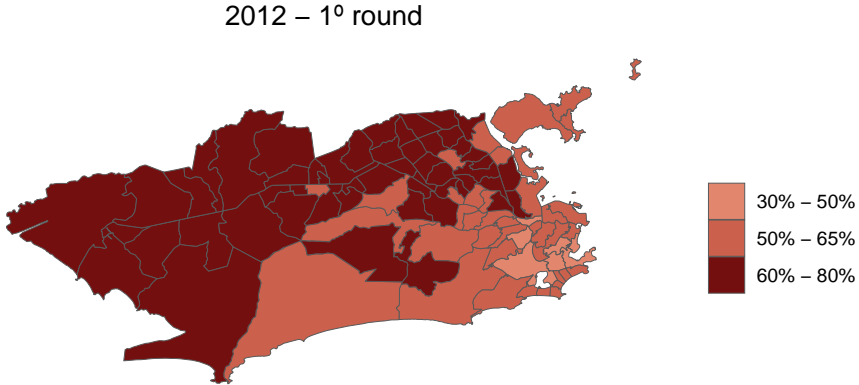 2012 – 1º round
30% – 50%
50% – 65%
60% – 80%